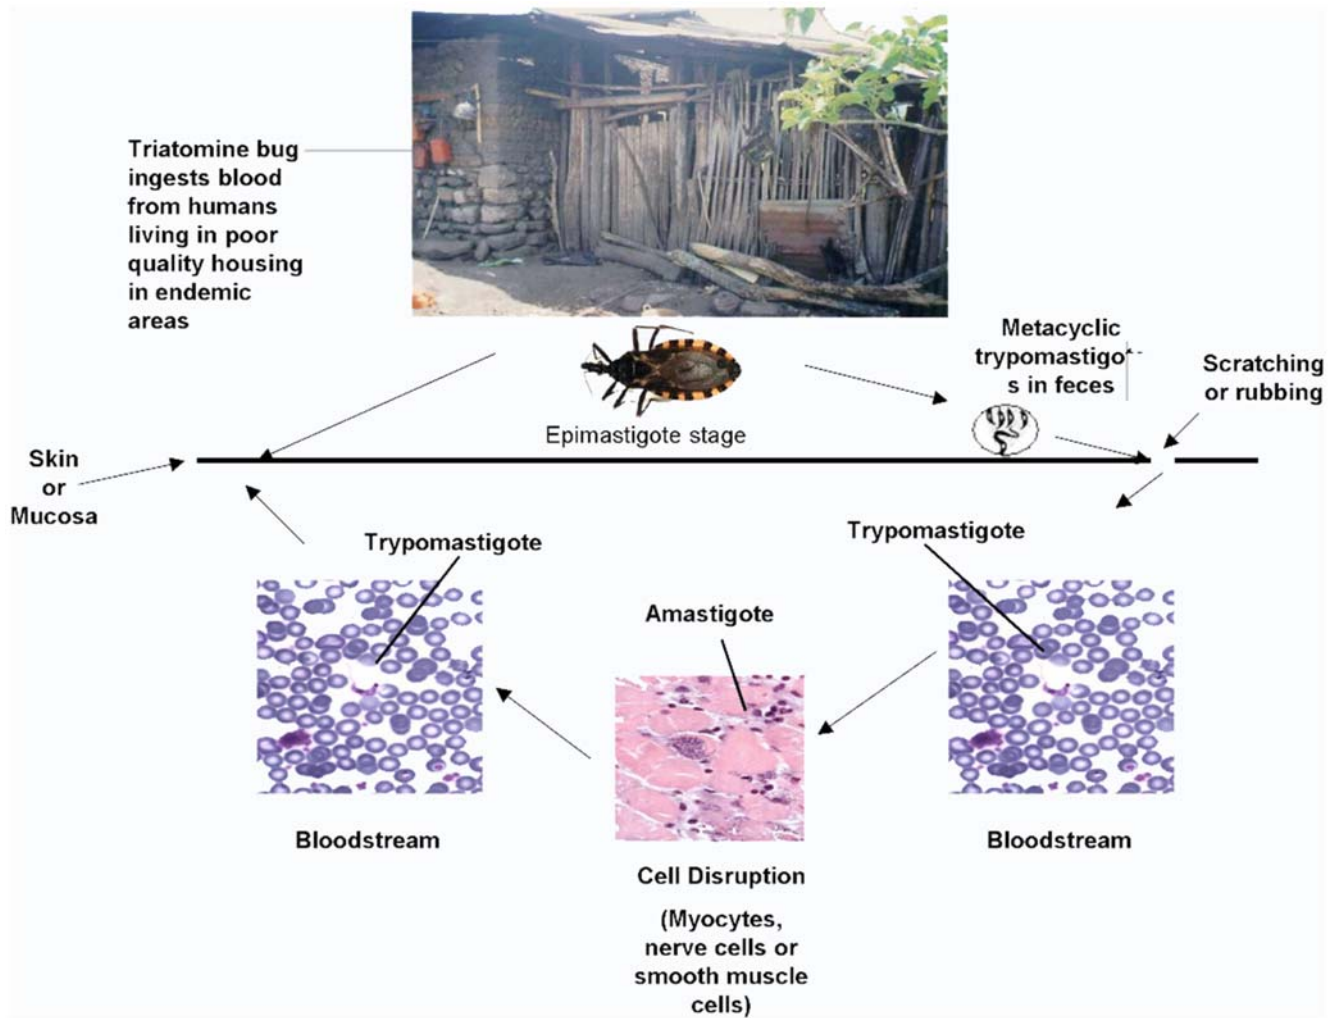 Triatomine bug
ingests blood
from humans
living in poor
quality housing
in endemic
areas
Metacyclic
trypomastigo
s in feces
Scratching
or rubbing
Epimastigote stage
Skin
or
Mucosa
Trypomastigote
Trypomastigote
Amastigote
Bloodstream
Bloodstream
Cell Disruption
(Myocytes,
nerve cells or
smooth muscle
cells)